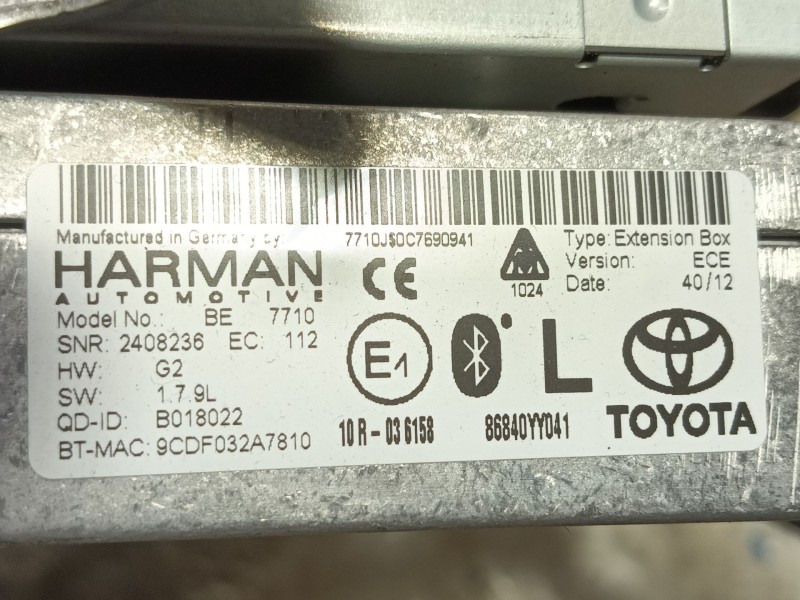 Manufactured in Germany by: 7710J$0C7690941
HARMAN
AUTOMOTIVE
CE
1024
Type: Extension Box
Version: ECE
Date: 40/12
Model No.: BE 7710
SNR: 2408236 EC: 112
HW: G2
SW: 1.7.9L
QD-ID: B018022
BT-MAC: 9CDF032A7810
E1
10 R - 03 6158
L
86840YY041
TOYOTA